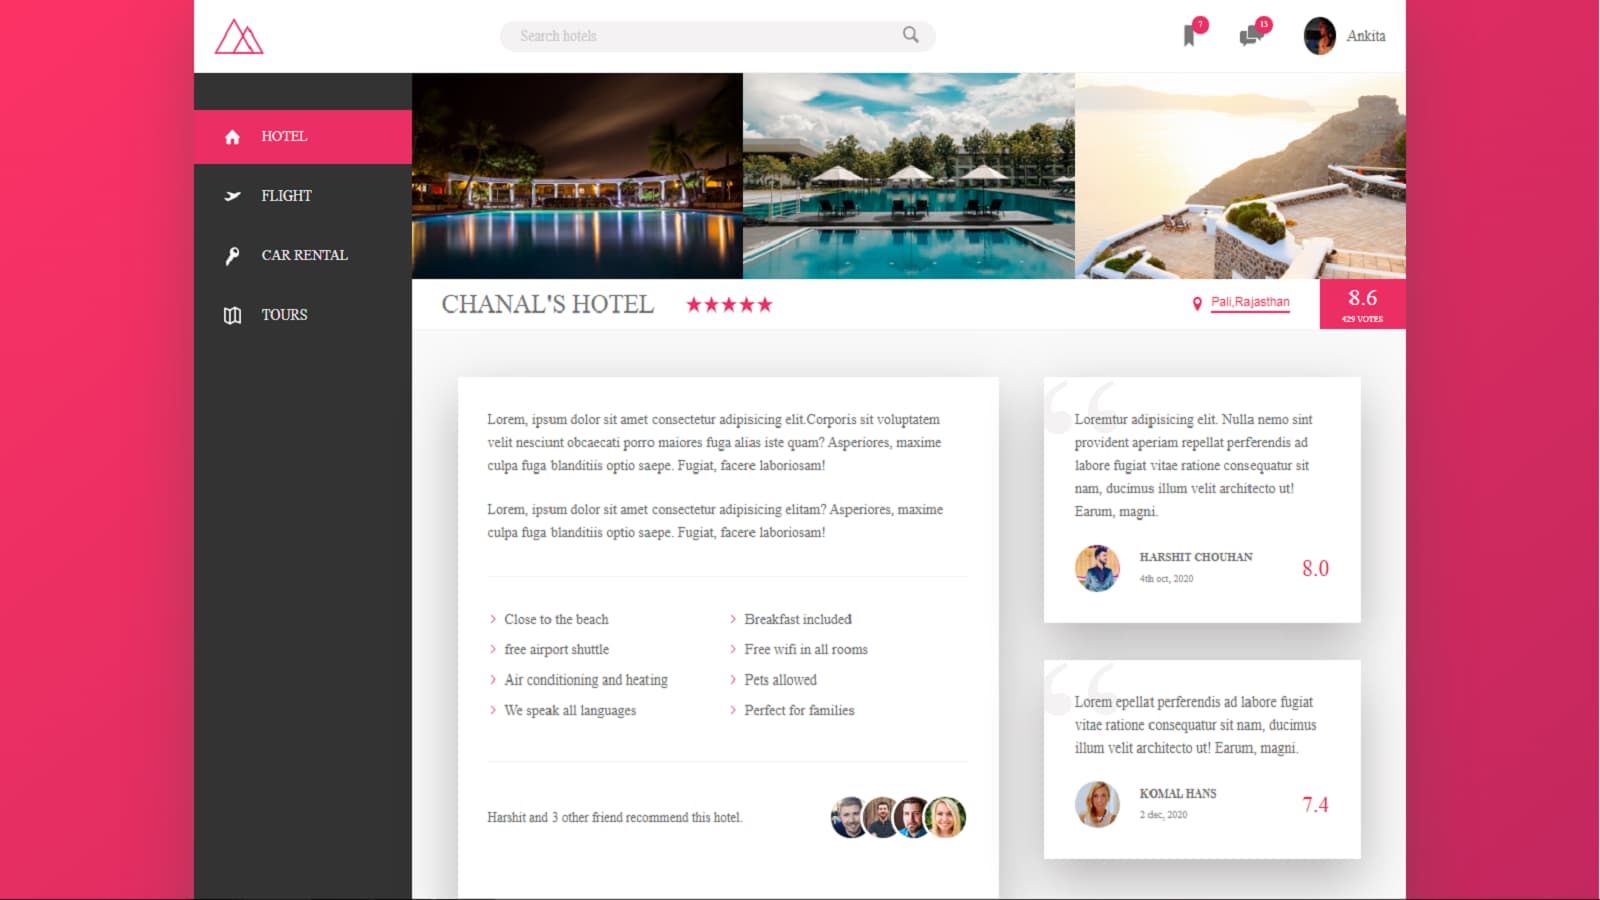 Search hotels
7
13
Ankita
HOTEL
FLIGHT
CAR RENTAL
TOURS
CHANAL'S HOTEL
Pali,Rajasthan
8.6
429 VOTES
Lorem, ipsum dolor sit amet consectetur adipisicing elit.Corporis sit voluptatem
velit nesciunt obcaecati porro maiores fuga alias iste quam? Asperiores, maxime
culpa fuga blanditiis optio saepe. Fugiat, facere laboriosam!
Lorem, ipsum dolor sit amet consectetur adipisicing elitam? Asperiores, maxime
culpa fuga blanditiis optio saepe. Fugiat, facere laboriosam!
Close to the beach
free airport shuttle
Air conditioning and heating
We speak all languages
Breakfast included
Free wifi in all rooms
Pets allowed
Perfect for families
Harshit and 3 other friend recommend this hotel.
“
Loremtur adipisicing elit. Nulla nemo sint
provident aperiam repellat perferendis ad
labore fugiat vitae ratione consequatur sit
nam, ducimus illum velit architecto ut!
Earum, magni.
HARSHIT CHOUHAN
4th oct, 2020
8.0
“
Lorem epellat perferendis ad labore fugiat
vitae ratione consequatur sit nam, ducimus
illum velit architecto ut! Earum, magni.
KOMAL HANS
2 dec, 2020
7.4